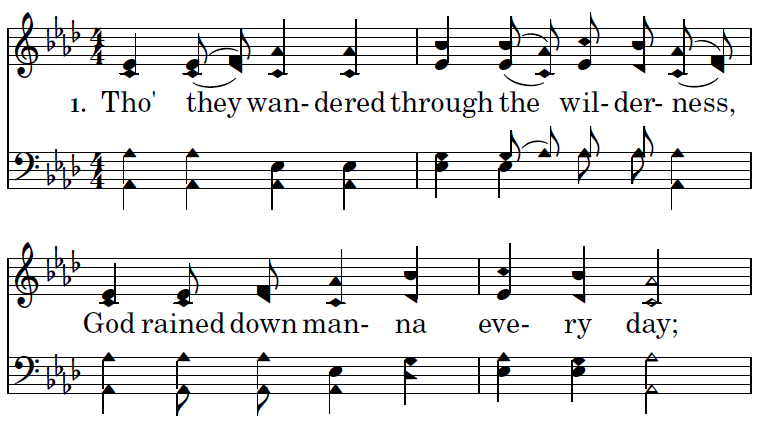 1. Tho' they wan- dered through the wil- der- ness,
God rained down man- na eve- ry day;